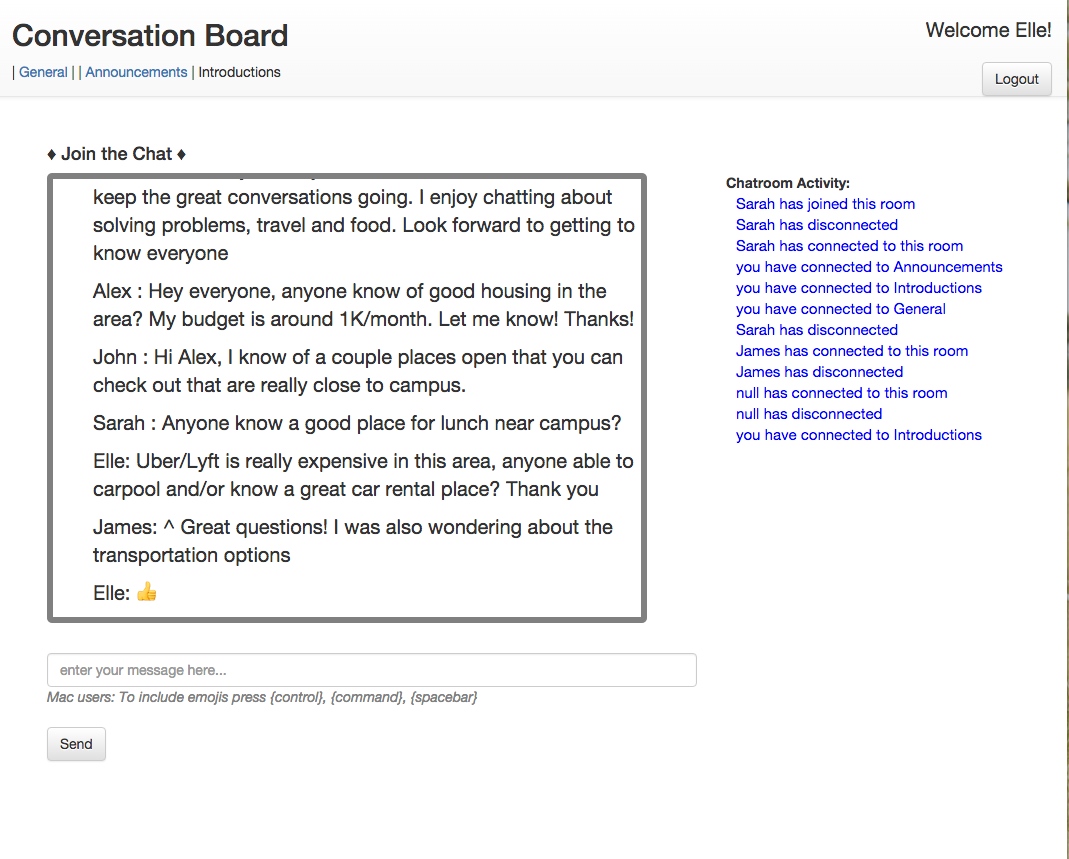 Conversation Board
Welcome Elle!
| General | | Announcements | Introductions
Logout
♦ Join the Chat ♦
keep the great conversations going. I enjoy chatting about
solving problems, travel and food. Look forward to getting to
know everyone
Alex : Hey everyone, anyone know of good housing in the
area? My budget is around 1K/month. Let me know! Thanks!
John : Hi Alex, I know of a couple places open that you can
check out that are really close to campus.
Sarah : Anyone know a good place for lunch near campus?
Elle: Uber/Lyft is really expensive in this area, anyone able to
carpool and/or know a great car rental place? Thank you
James: ^ Great questions! I was also wondering about the
transportation options
Elle: 👍
Chatroom Activity:
Sarah has joined this room
Sarah has disconnected
Sarah has connected to this room
you have connected to Announcements
you have connected to Introductions
you have connected to General
Sarah has disconnected
James has connected to this room
James has disconnected
null has connected to this room
null has disconnected
you have connected to Introductions
enter your message here...
Mac users: To include emojis press {control}, {command}, {spacebar}
Send